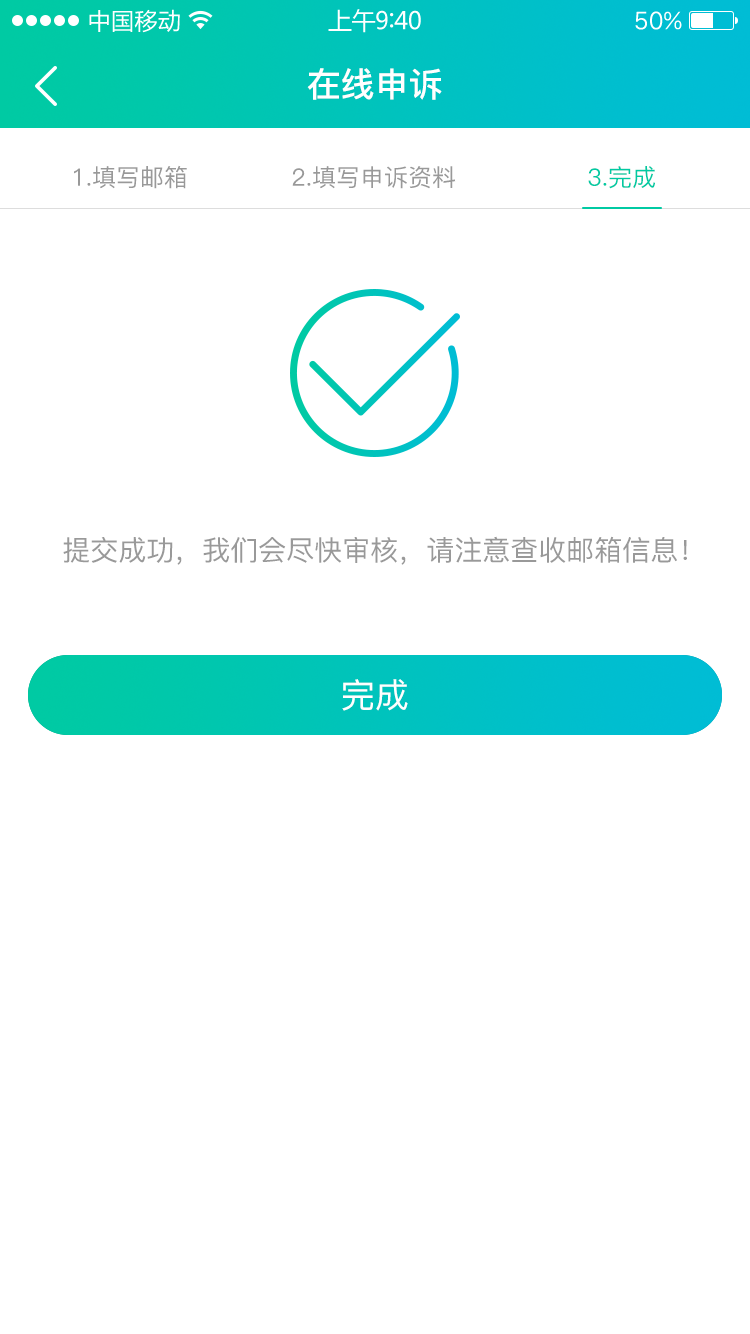 中国移动 上午9:40 50%
在线申诉
1.填写邮箱 2.填写申诉资料 3.完成
提交成功，我们会尽快审核，请注意查收邮箱信息！
完成